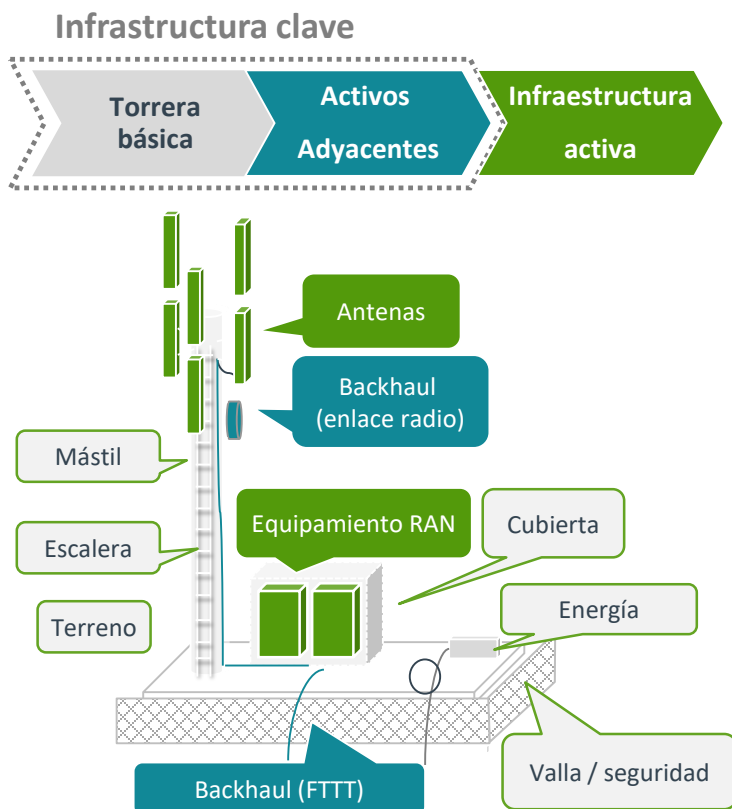 Infrastructura clave
Torrera
básica
Activos
Adyacentes
Infraestructura
activa
Antenas
Backhaul
(enlace radio)
Mástil
Equipamiento RAN
Cubierta
Escalera
Energía
Terreno
Valla / seguridad
Backhaul (FTTT)